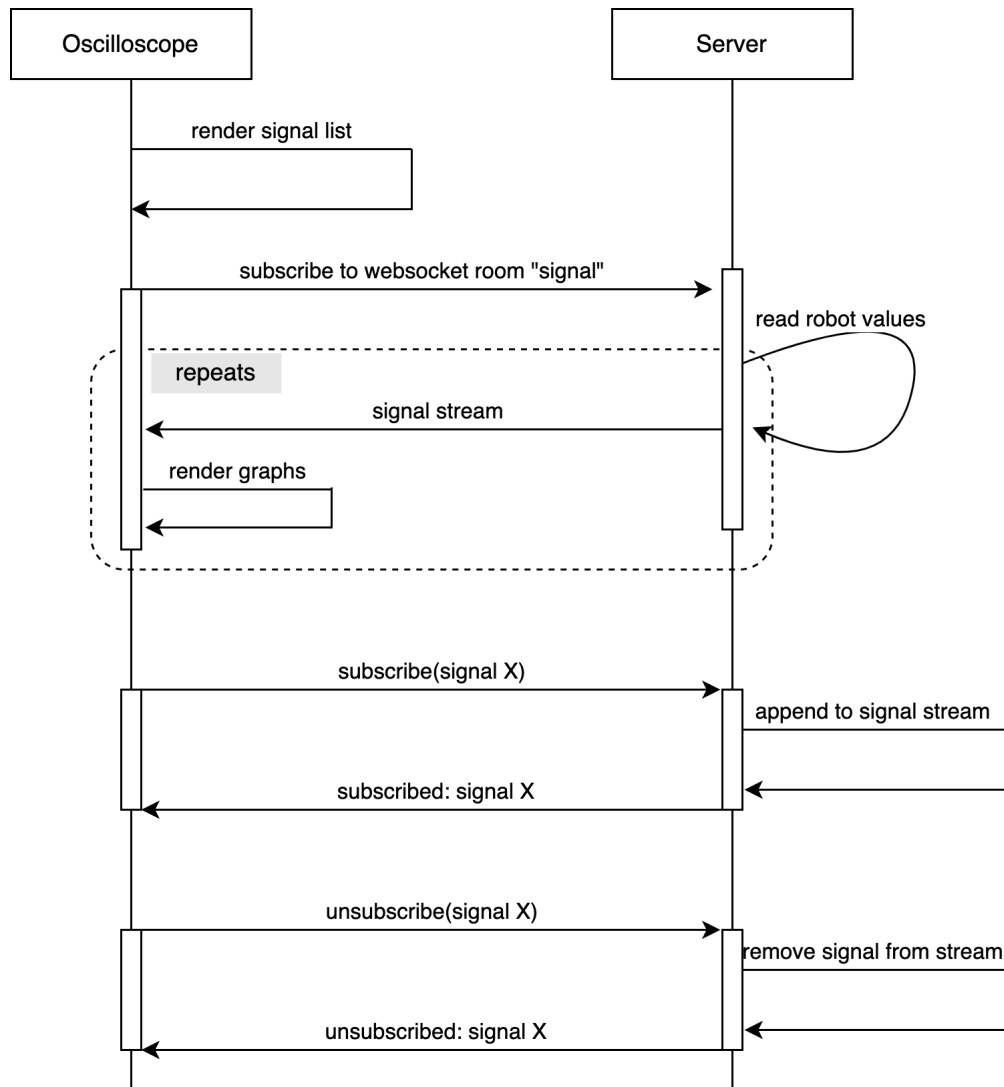 Oscilloscope
Server
render signal list
subscribe to websocket room "signal"
read robot values
repeats
signal stream
render graphs
subscribe(signal X)
append to signal stream
subscribed: signal X
unsubscribe(signal X)
remove signal from stream
unsubscribed: signal X